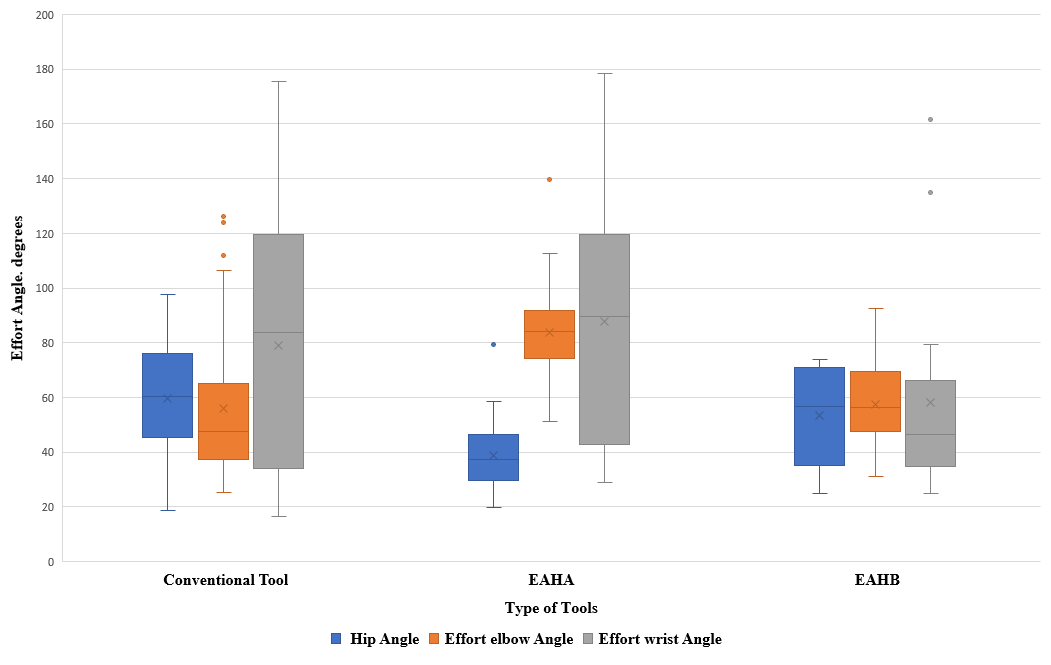 200
180
160
140
120
100
80
60
40
20
0
Effort Angle. degrees
Conventional Tool EAHA EAHB
Type of Tools
Hip Angle Effort elbow Angle Effort wrist Angle